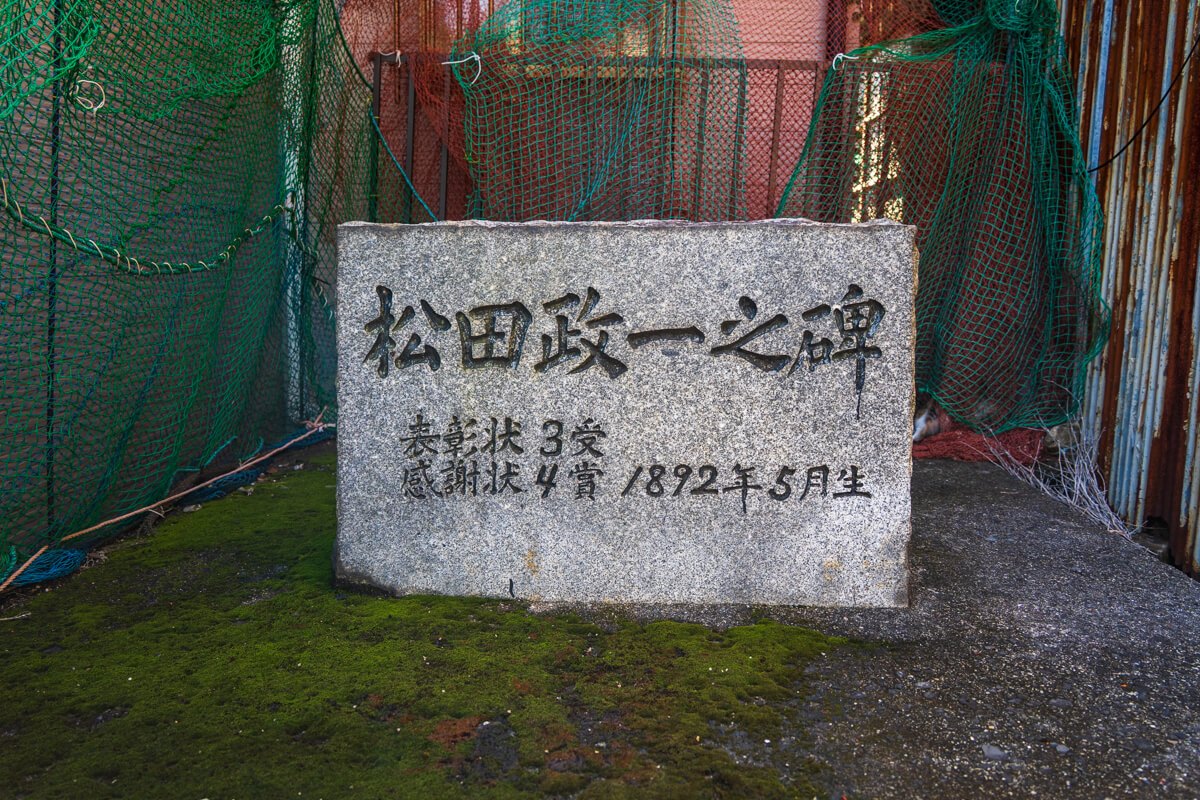 松田政一之碑
表彰状 3受
感謝状 4賞 1892年5月生